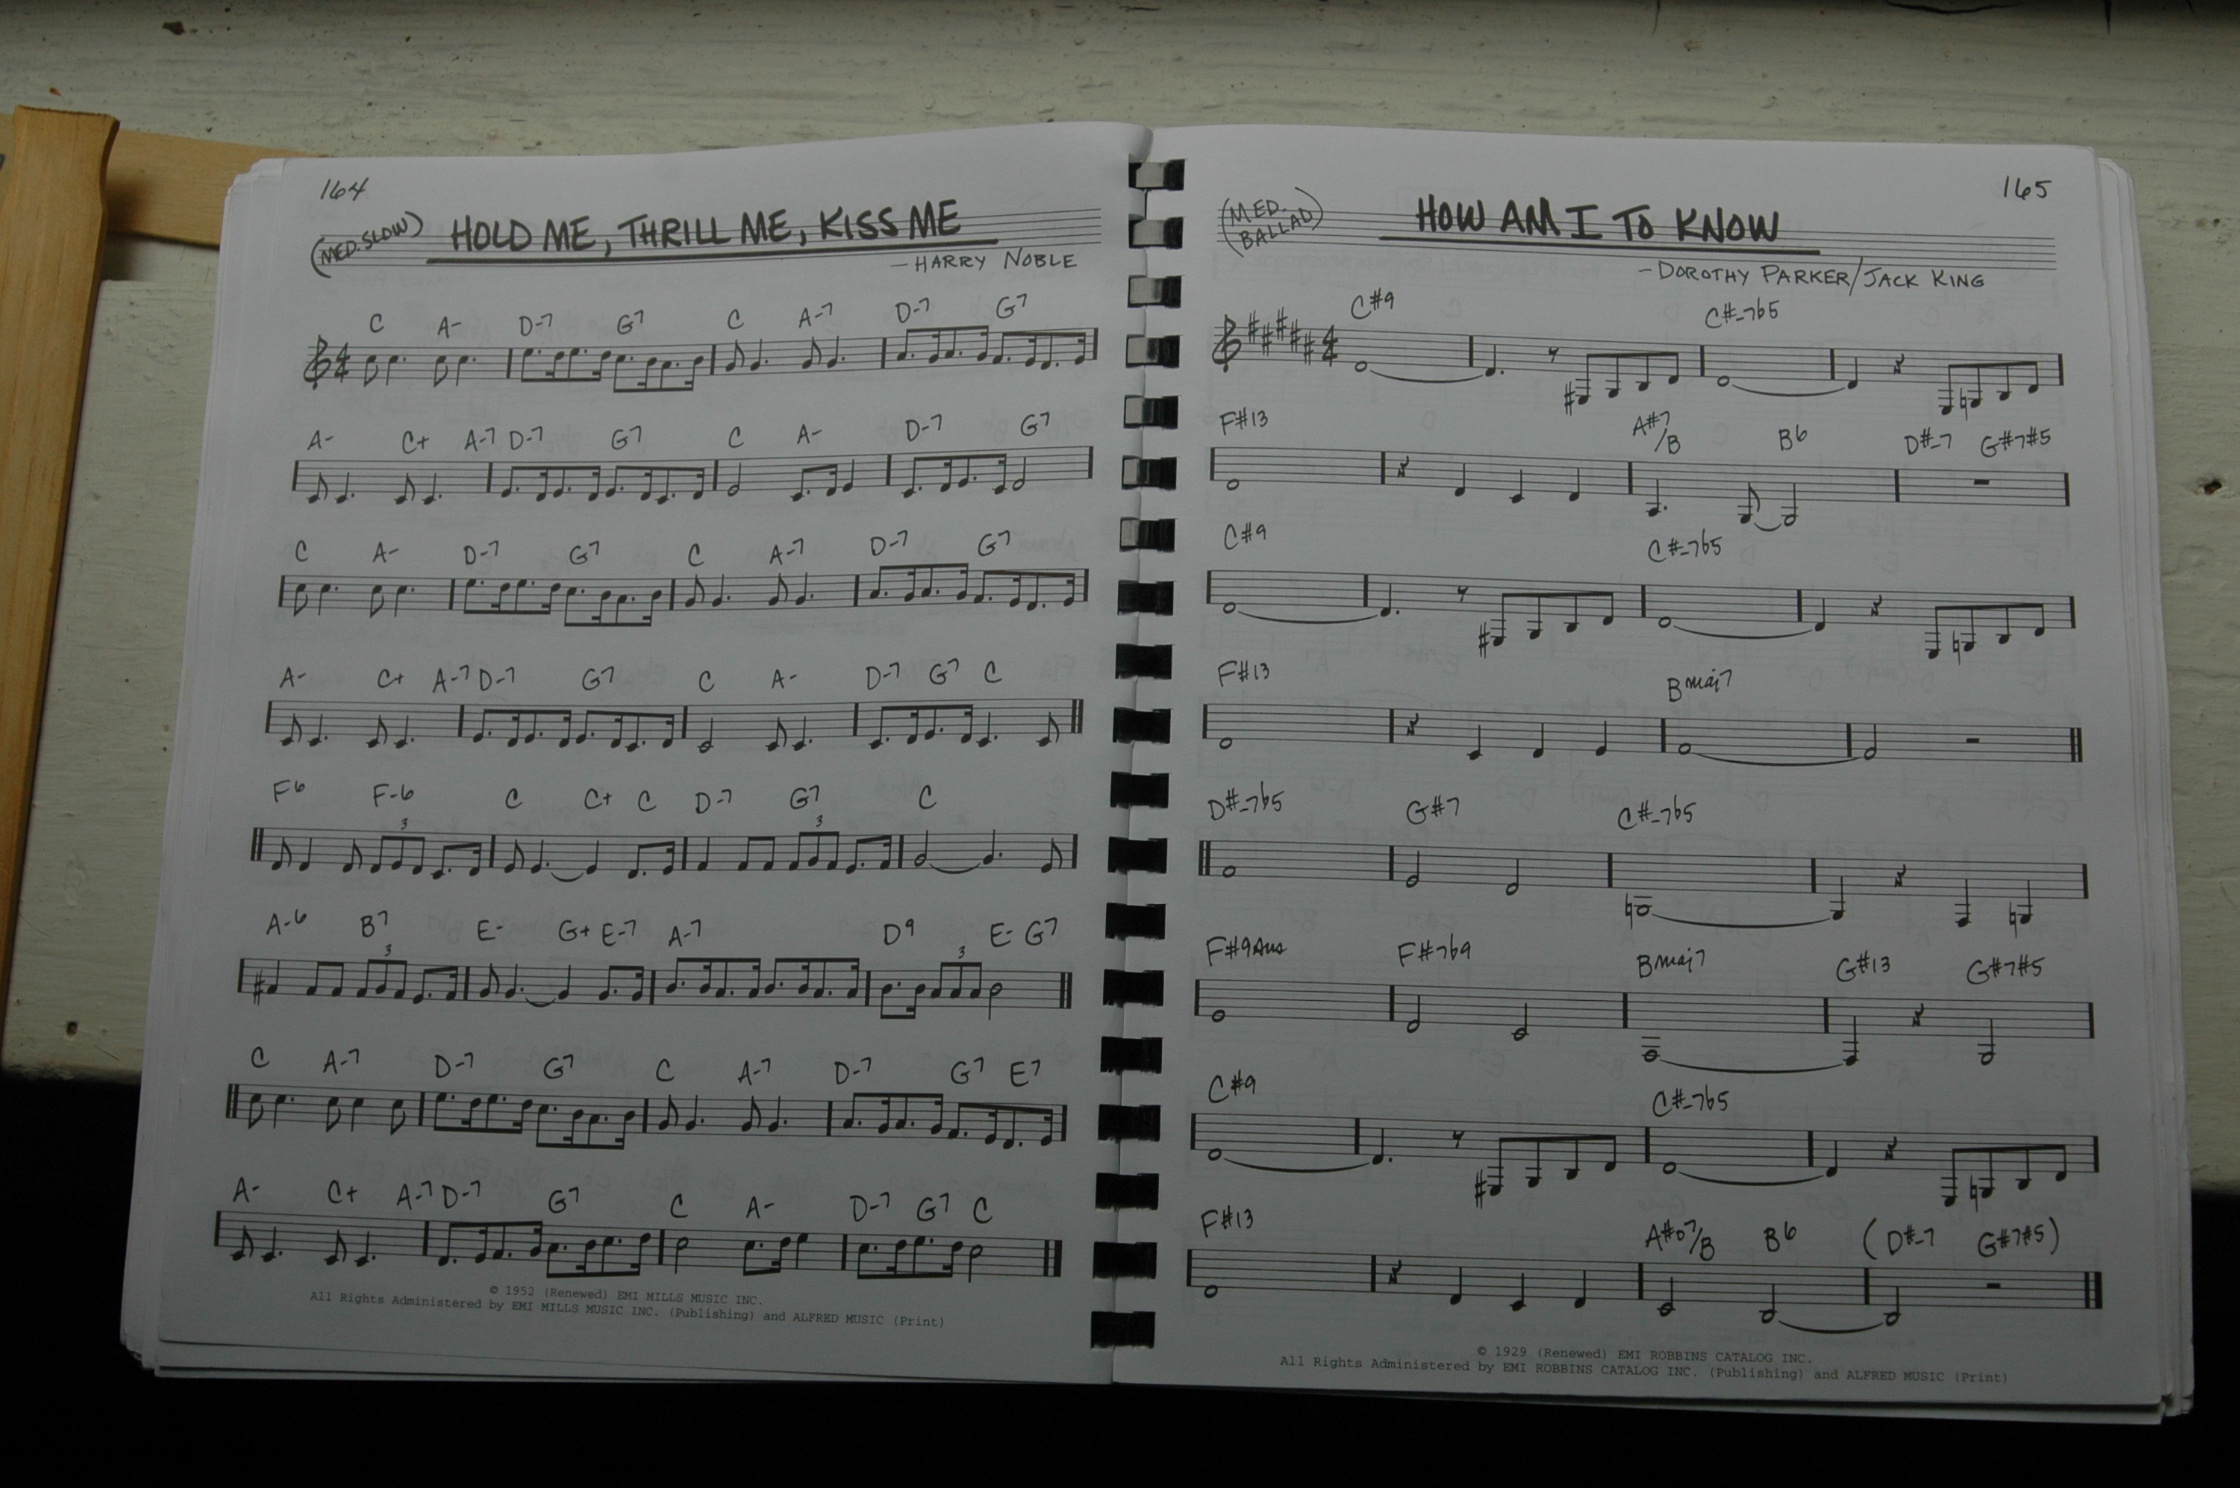 164
(MED. SLOW)
HOLD ME, THRILL ME, KISS ME
- HARRY NOBLE
C A- D-7 G7 C A-7 D-7 G7
A- C+ A-7 D-7 G7 C A- D-7 G7
C A- D-7 G7 C A-7 D-7 G7
A- C+ A-7 D-7 G7 C A- D-7 G7 C
F6 F-6 C C+ C D-7 G7 C
3 3
A-6 B7 E- G+ E-7 A-7 D9 E- G7
3 3
C A-7 D-7 G7 C A-7 D-7 G7 E7
A- C+ A-7 D-7 G7 C A- D-7 G7 C
© 1952 (Renewed) EMI MILLS MUSIC INC.
All Rights Administered by EMI MILLS MUSIC INC. (Publishing) and ALFRED MUSIC (Print)
165
(MED. BALLAD)
HOW AM I TO KNOW
- DOROTHY PARKER/JACK KING
4 4
C#9 C#-7b5
F#13 A#7/B B6 D#-7 G#7#5
C#9 C#-7b5
F#13 Bmaj7
D#-7b5 G#7 C#-7b5
F#9sus F#7b9 Bmaj7 G#13 G#7#5
C#9 C#-7b5
F#13 A#o7/B B6 (D#-7 G#7#5)
© 1929 (Renewed) EMI ROBBINS CATALOG INC.
All Rights Administered by EMI ROBBINS CATALOG INC. (Publishing) and ALFRED MUSIC (Print)